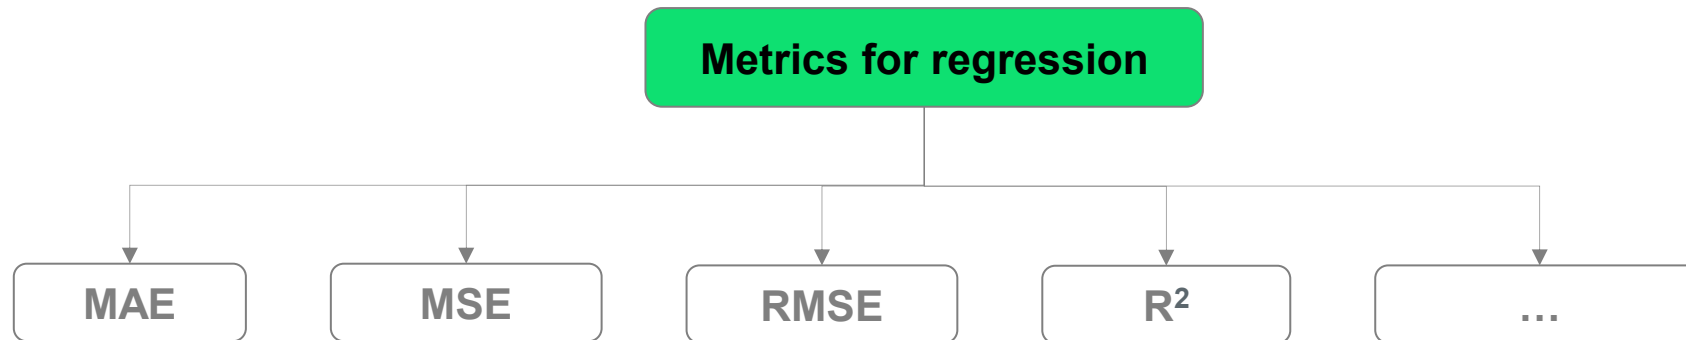 Metrics for regression
MAE
MSE
RMSE
R²
…